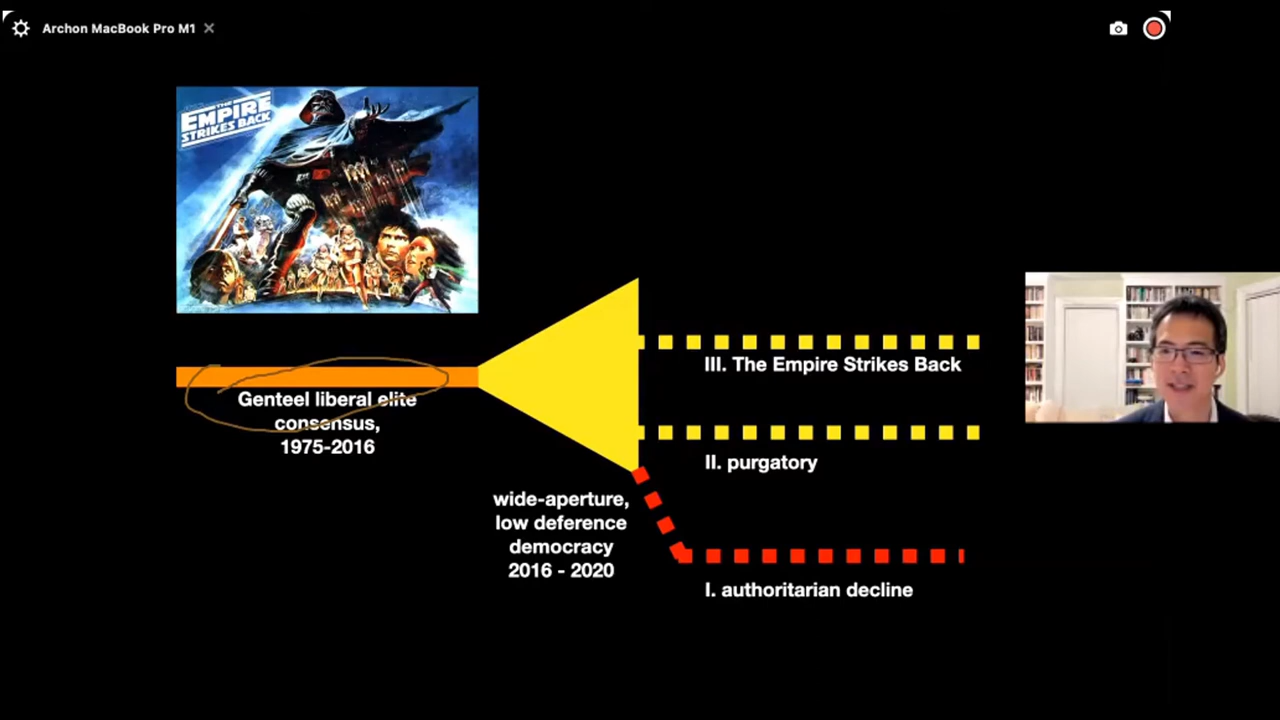 Archon MacBook Pro M1
THE
EMPIRE
STRIKES BACK
III. The Empire Strikes Back
Genteel liberal elite
consensus,
1975-2016
II. purgatory
wide-aperture,
low deference
democracy
2016 - 2020
I. authoritarian decline